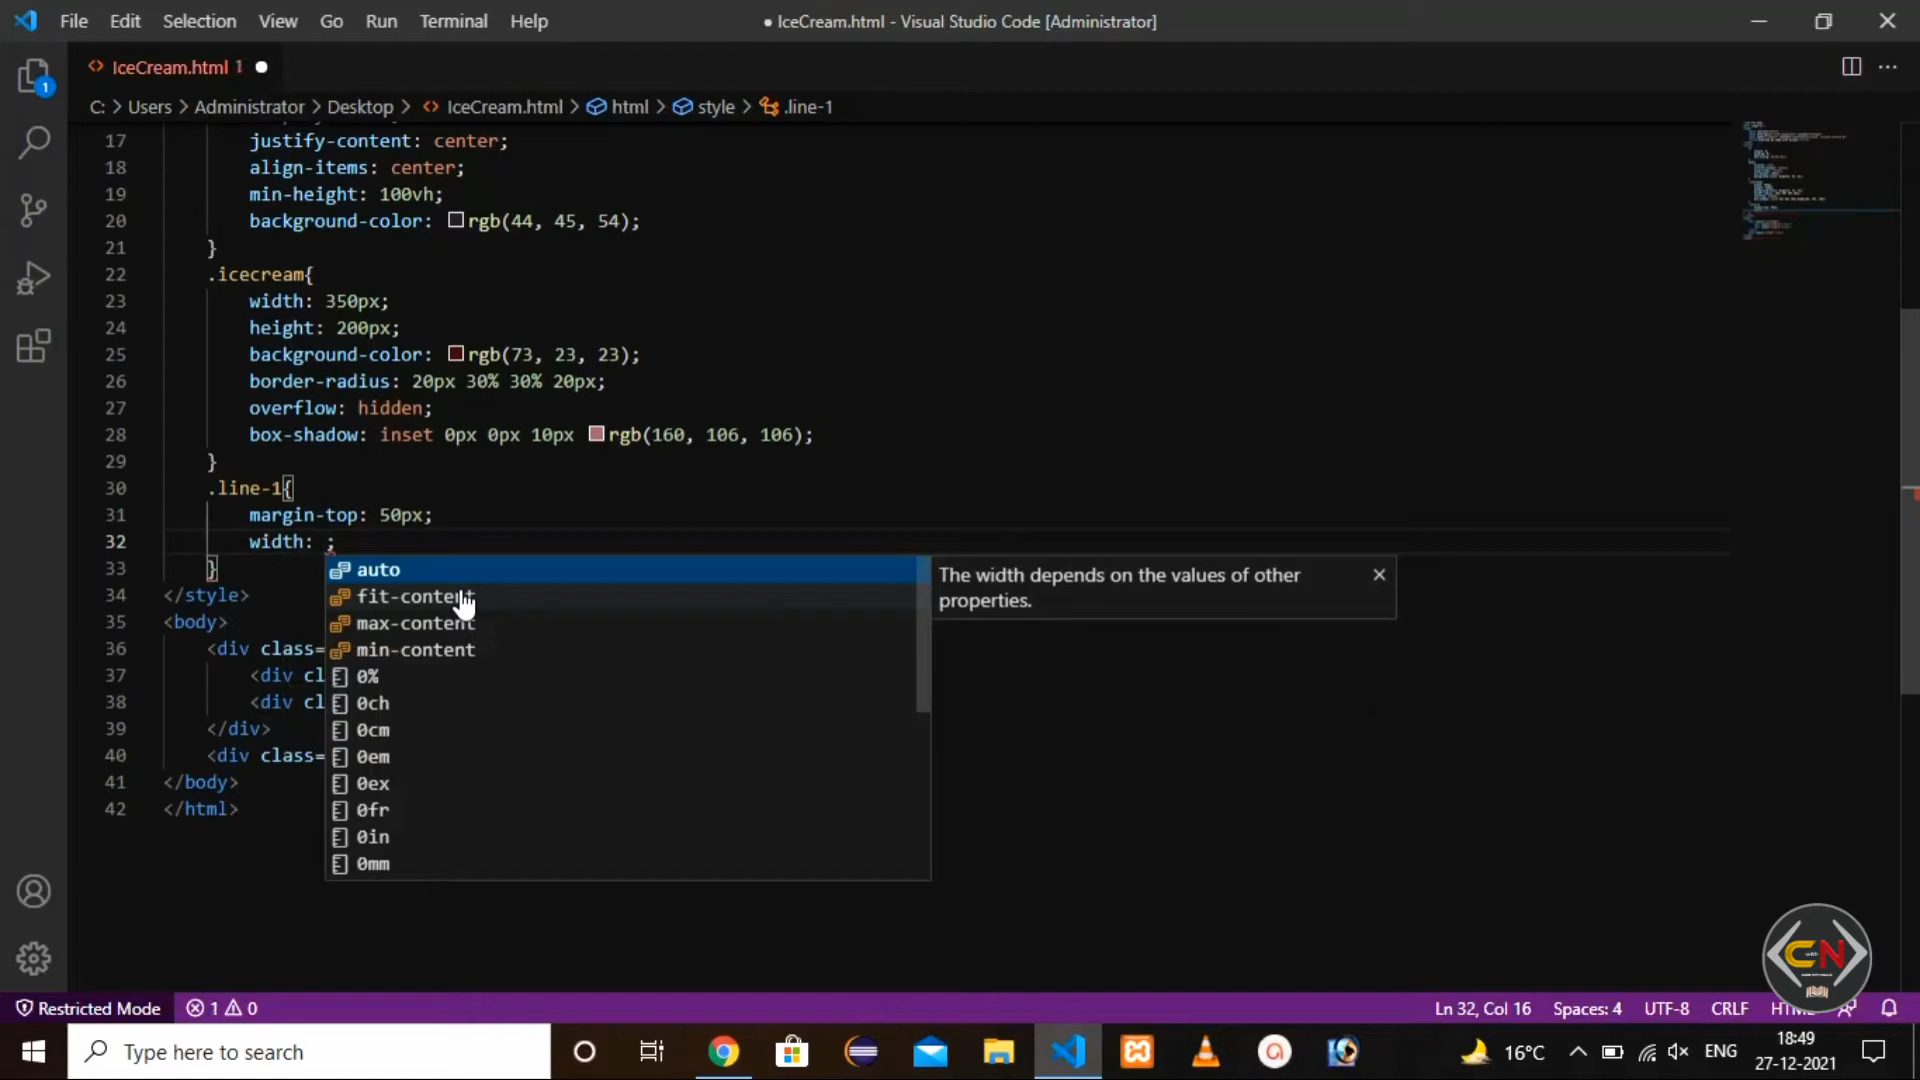 File Edit Selection View Go Run Terminal Help
● IceCream.html - Visual Studio Code [Administrator]
IceCream.html 1
C: > Users > Administrator > Desktop > IceCream.html > html > style > .line-1
17 justify-content: center;
18 align-items: center;
19 min-height: 100vh;
20 background-color: rgb(44, 45, 54);
21 }
22 .icecream{
23 width: 350px;
24 height: 200px;
25 background-color: rgb(73, 23, 23);
26 border-radius: 20px 30% 30% 20px;
27 overflow: hidden;
28 box-shadow: inset 0px 0px 10px rgb(160, 106, 106);
29 }
30 .line-1{
31 margin-top: 50px;
32 width: ;
33 }
34 </style>
35 <body>
36 <div class=
37 <div cl
38 <div cl
39 </div>
40 <div class=
41 </body>
42 </html>
auto
fit-content
max-content
min-content
0%
0ch
0cm
0em
0ex
0fr
0in
0mm
The width depends on the values of other
properties.
1
CN
with
Restricted Mode 1 0
Ln 32, Col 16 Spaces: 4 UTF-8 CRLF
Type here to search
16°C ENG
18:49
27-12-2021